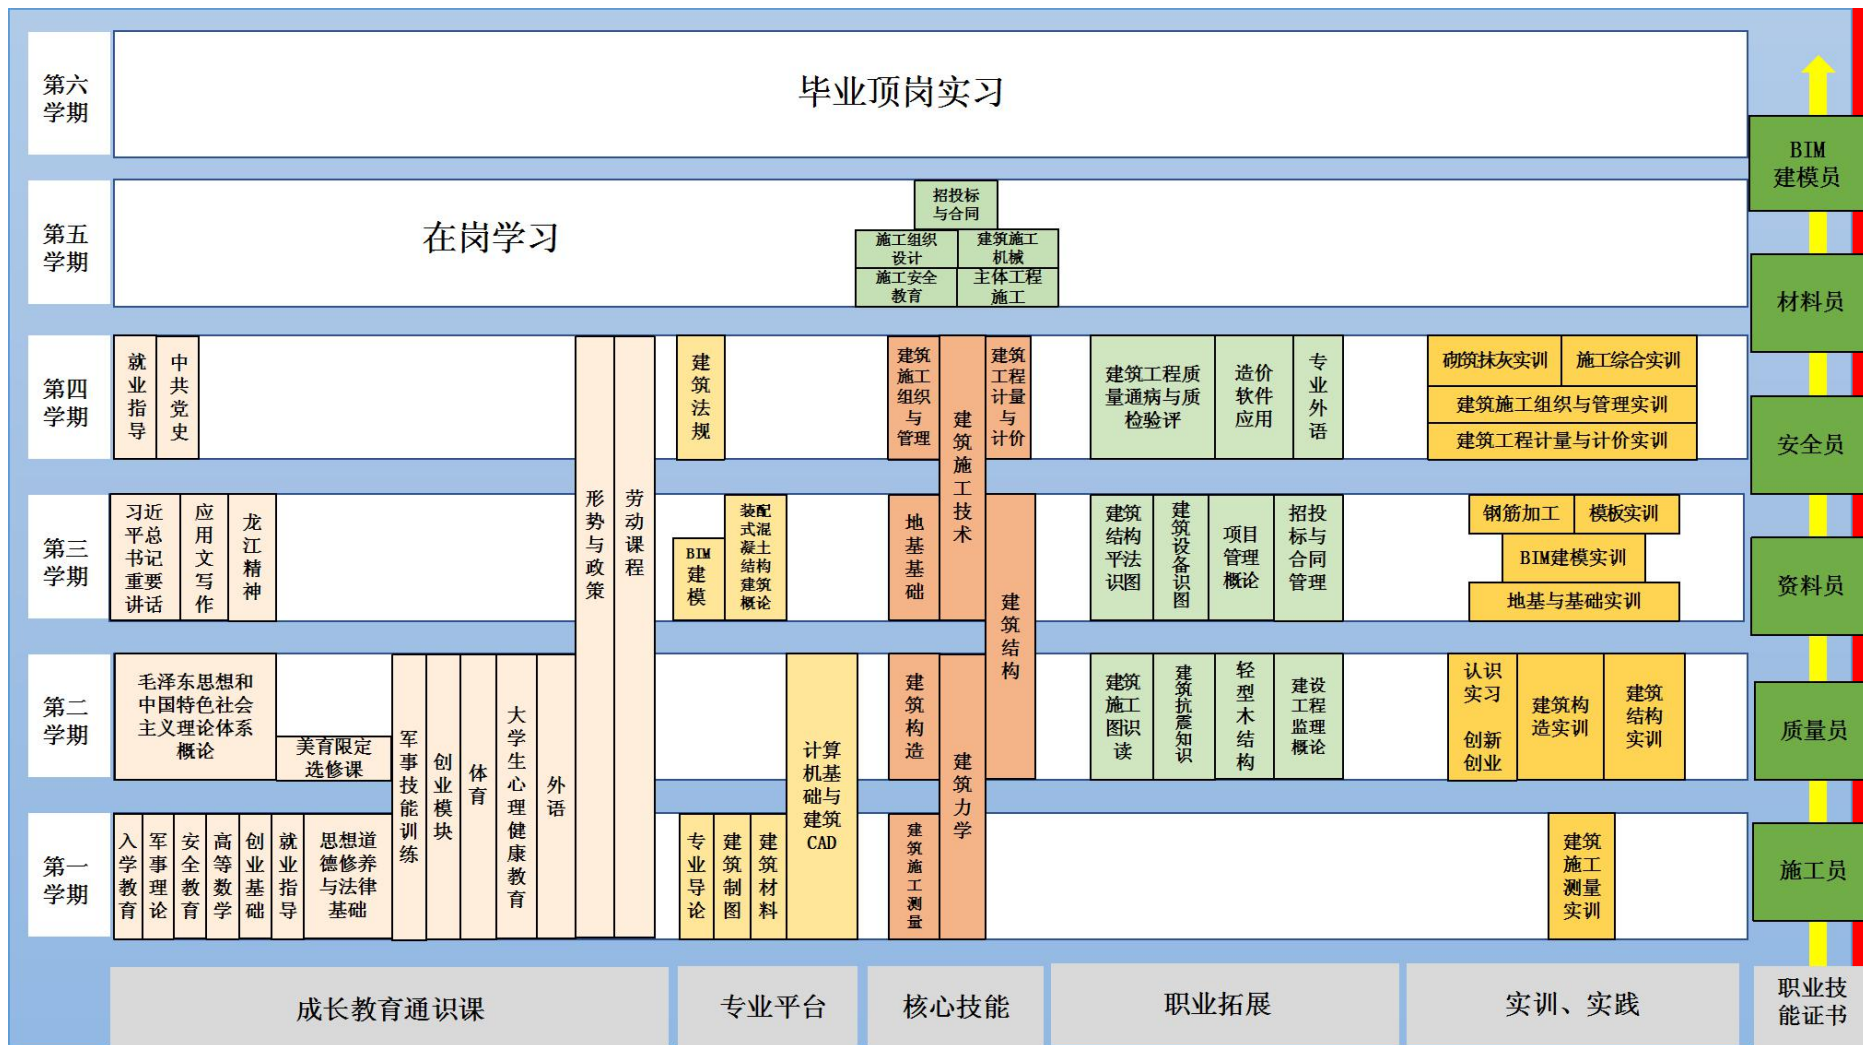 第六
学期
毕业顶岗实习
BIM
建模员
第五
学期
在岗学习
招投标
与合同
施工组织
设计
建筑施工
机械
施工安全
教育
主体工程
施工
材料员
第四
学期
就业指导
中共党史
形势与政策
劳动课程
建筑法规
建筑
施工
组织
与
管理
建筑施工技术
建筑
工程
计量
与
计价
建筑工程质
量通病与质
检验评
造价
软件
应用
专业外语
砌筑抹灰实训
施工综合实训
建筑施工组织与管理实训
建筑工程计量与计价实训
安全员
第三
学期
习近
平总
书记
重要
讲话
应用文写作
龙江精神
BIM
建
模
装配
式混
凝土
结构
建筑
概论
地基基础
建筑结构
建筑
结构
平法
识图
建筑设备识图
项目
管理
概论
招投
标与
合同
管理
钢筋加工
模板实训
BIM建模实训
地基与基础实训
资料员
第二
学期
毛泽东思想和
中国特色社会
主义理论体系
概论
美育限定
选修课
军事技能训练
创业模块
体育
大学生心理健康教育
外语
计算
机基
础与
建筑
CAD
建筑构造
建筑力学
建筑
施工
图识
读
建筑抗震知识
轻型木结构
建设
工程
监理
概论
认识
实习
创新
创业
建筑构
造实训
建筑
结构
实训
质量员
第一
学期
入学教育
军事理论
安全教育
高等数学
创业基础
就业指导
思想道
德修养
与法律
基础
专业导论
建筑制图
建筑材料
建筑施工测量
建筑
施工
测量
实训
施工员
成长教育通识课
专业平台
核心技能
职业拓展
实训、实践
职业技
能证书